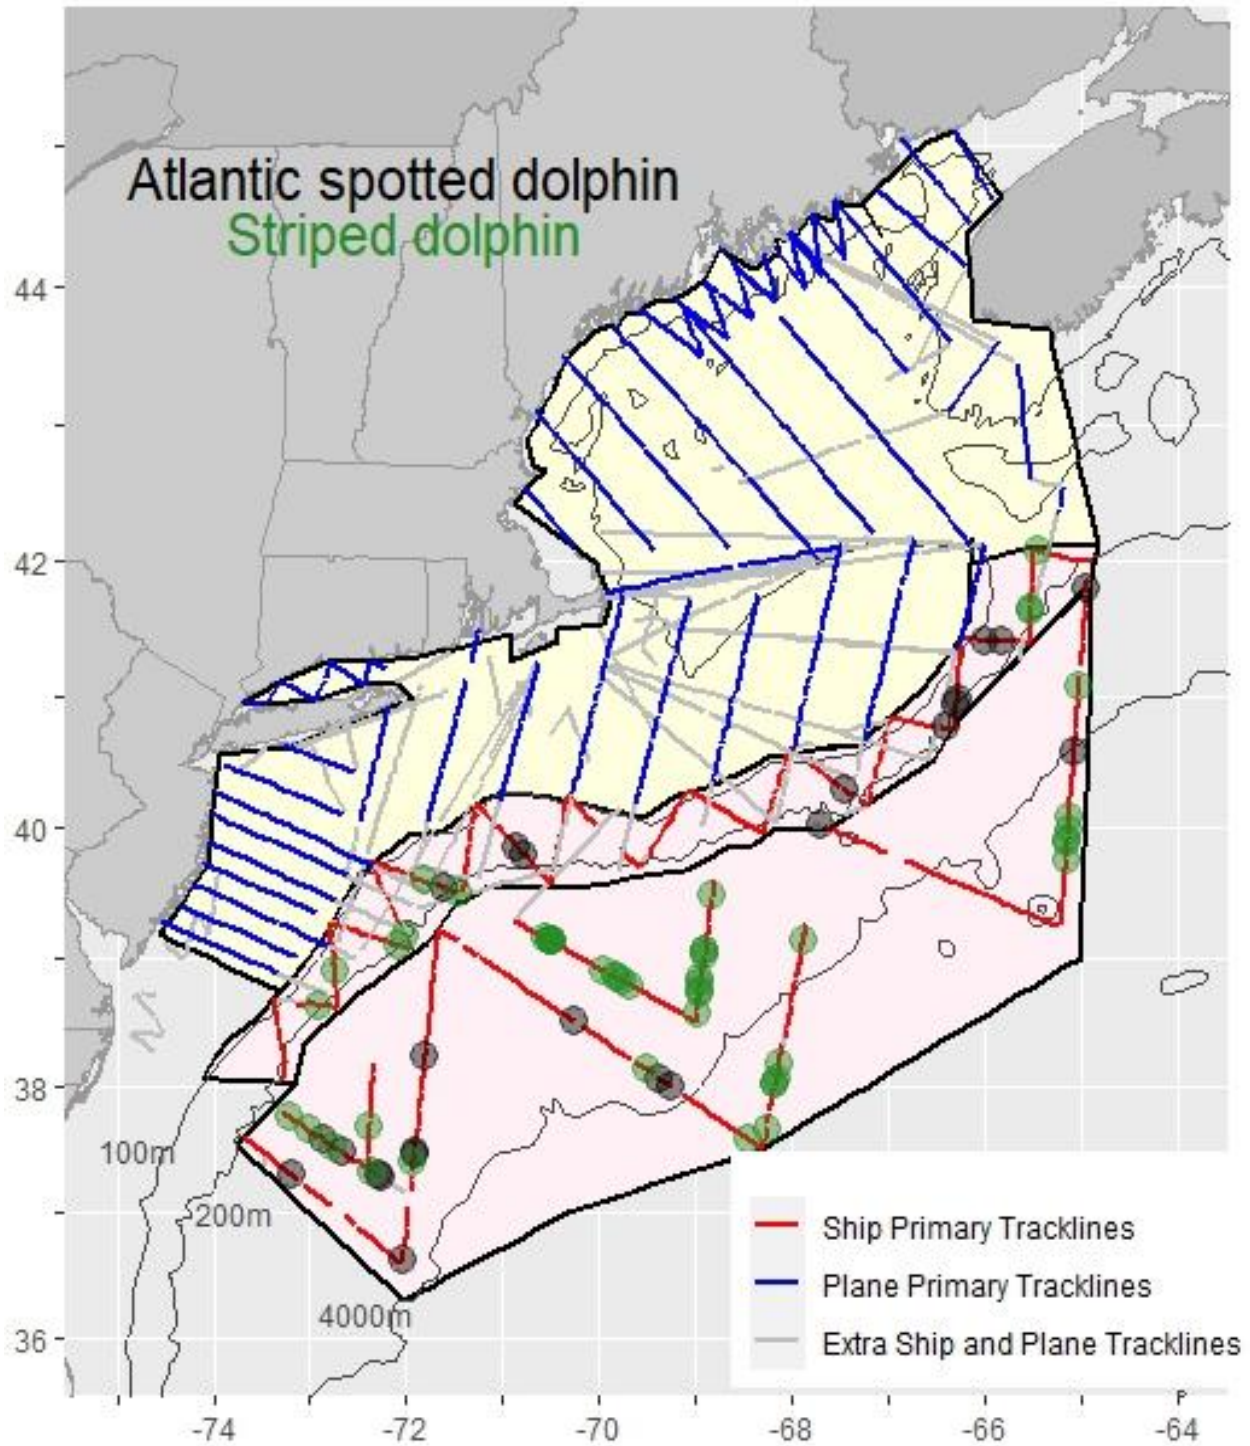 Atlantic spotted dolphin
Striped dolphin
44
42
40
38
36
100m
200m
4000m
Ship Primary Tracklines
Plane Primary Tracklines
Extra Ship and Plane Tracklines
-74 -72 -70 -68 -66 -64